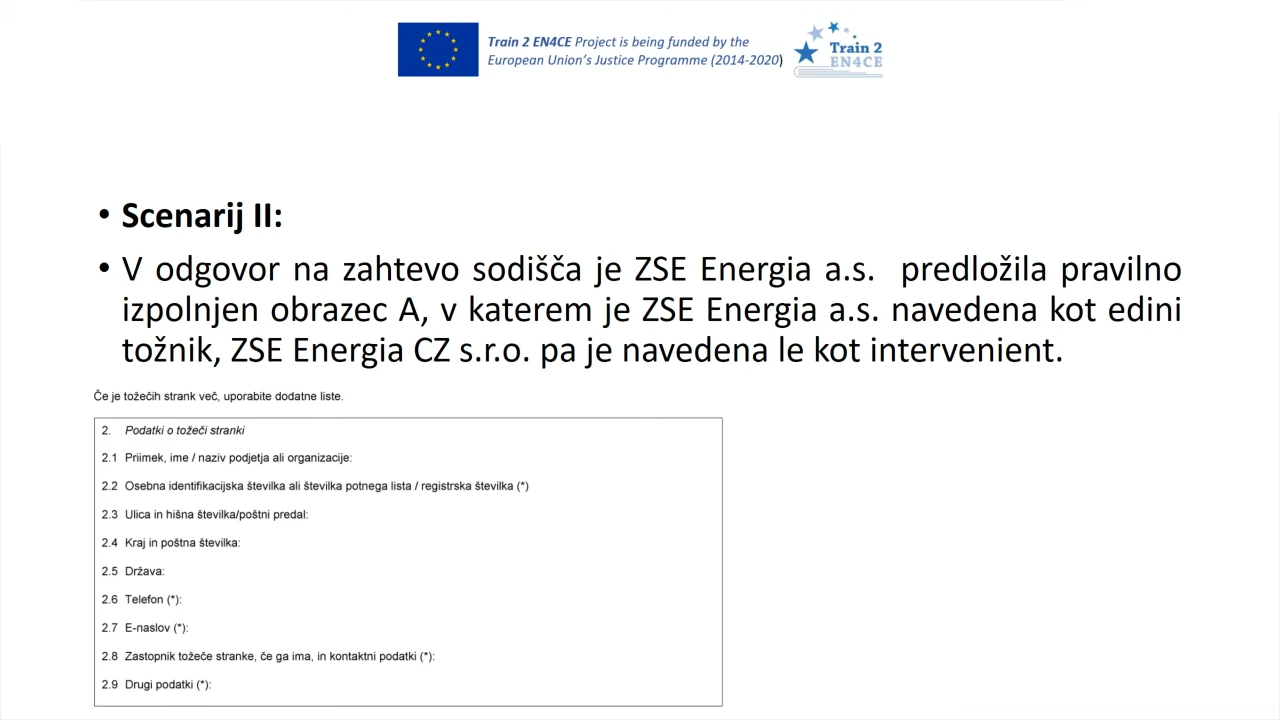 Train 2 EN4CE Project is being funded by the
European Union's Justice Programme (2014-2020)
Train 2
EN4CE
• Scenarij II:
• V odgovor na zahtevo sodišča je ZSE Energia a.s. predložila pravilno
izpolnjen obrazec A, v katerem je ZSE Energia a.s. navedena kot edini
tožnik, ZSE Energia CZ s.r.o. pa je navedena le kot intervenient.
Če je tožečih strank več, uporabite dodatne liste.
2. Podatki o tožeči stranki
2.1 Priimek, ime / naziv podjetja ali organizacije:
2.2 Osebna identifikacijska številka ali številka potnega lista / registrska številka (*)
2.3 Ulica in hišna številka/poštni predal:
2.4 Kraj in poštna številka:
2.5 Država:
2.6 Telefon (*):
2.7 E-naslov (*):
2.8 Zastopnik tožeče stranke, če ga ima, in kontaktni podatki (*):
2.9 Drugi podatki (*):